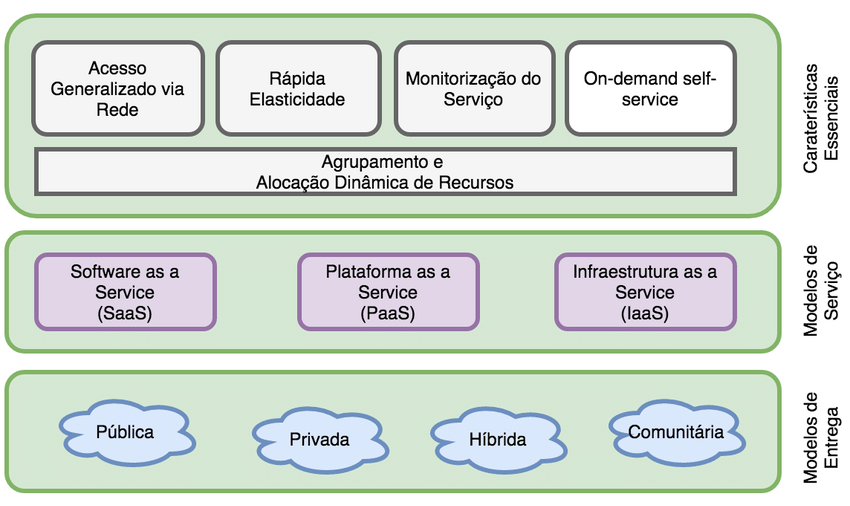 Acesso
Generalizado via
Rede
Rápida
Elasticidade
Monitorização do
Serviço
On-demand self-
service
Agrupamento e
Alocação Dinâmica de Recursos
Carateristicas
Essenciais
Software as a
Service
(SaaS)
Plataforma as a
Service
(PaaS)
Infraestrutura as a
Service
(IaaS)
Modelos de
Serviço
Pública
Privada
Híbrida
Comunitária
Modelos de
Entrega